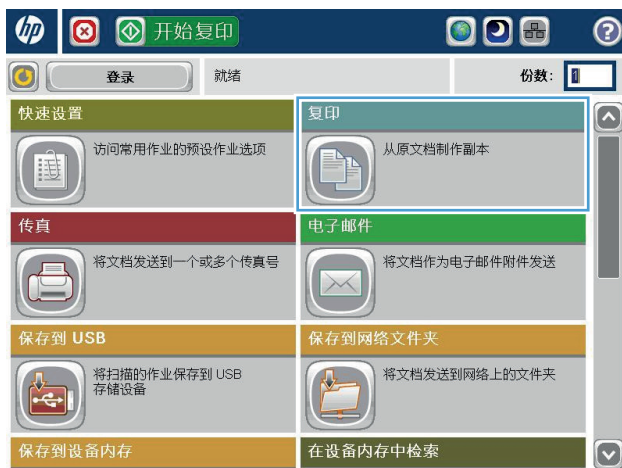 hp 开始复印 ?
登录 就绪 份数: 1
快速设置 复印
访问常用作业的预设作业选项 从原文档制作副本
传真 电子邮件
将文档发送到一个或多个传真号 将文档作为电子邮件附件发送
保存到 USB 保存到网络文件夹
将扫描的作业保存到 USB 将文档发送到网络上的文件夹
存储设备
保存到设备内存 在设备内存中检索